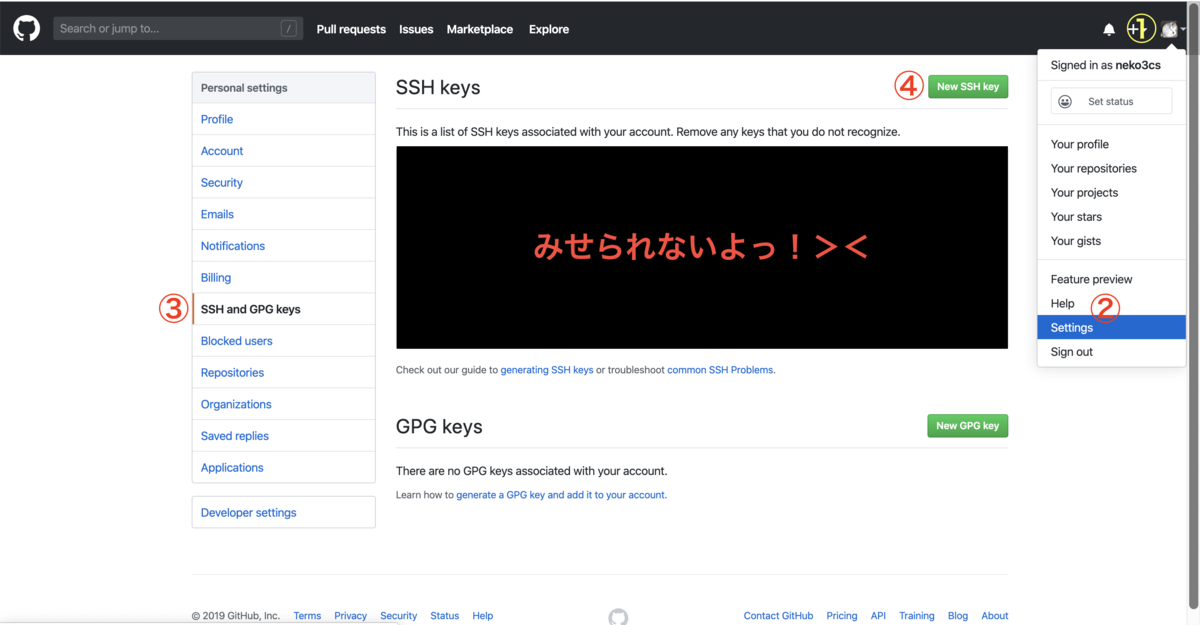 Search or jump to... /
Pull requests Issues Marketplace Explore
1
Signed in as neko3cs
Set status
Your profile
Your repositories
Your projects
Your stars
Your gists
Feature preview
Help
②
Settings
Sign out
Personal settings
Profile
Account
Security
Emails
Notifications
Billing
③ SSH and GPG keys
Blocked users
Repositories
Organizations
Saved replies
Applications
Developer settings
SSH keys
④ New SSH key
This is a list of SSH keys associated with your account. Remove any keys that you do not recognize.
みせられないよっ！＞＜
Check out our guide to generating SSH keys or troubleshoot common SSH Problems.
GPG keys
New GPG key
There are no GPG keys associated with your account.
Learn how to generate a GPG key and add it to your account.
© 2019 GitHub, Inc. Terms Privacy Security Status Help
Contact GitHub Pricing API Training Blog About